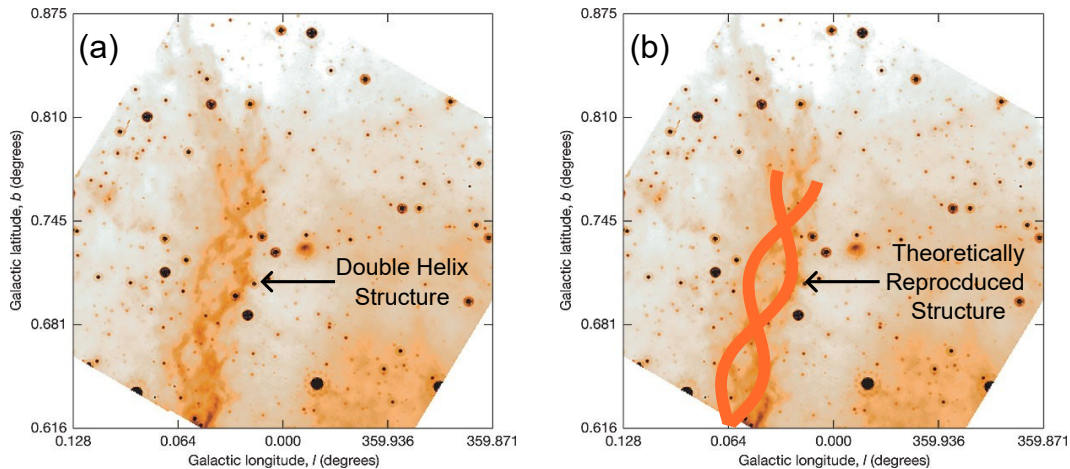 (a)
0.875
0.810
0.745
0.681
0.616
Galactic latitude, b (degrees)
Double Helix
Structure
0.128
0.064
0.000
359.936
359.871
Galactic longitude, l (degrees)
(b)
0.875
0.810
0.745
0.681
0.616
Galactic latitude, b (degrees)
Theoretically
Reprocduced
Structure
0.128
0.064
0.000
359.936
359.871
Galactic longitude, l (degrees)